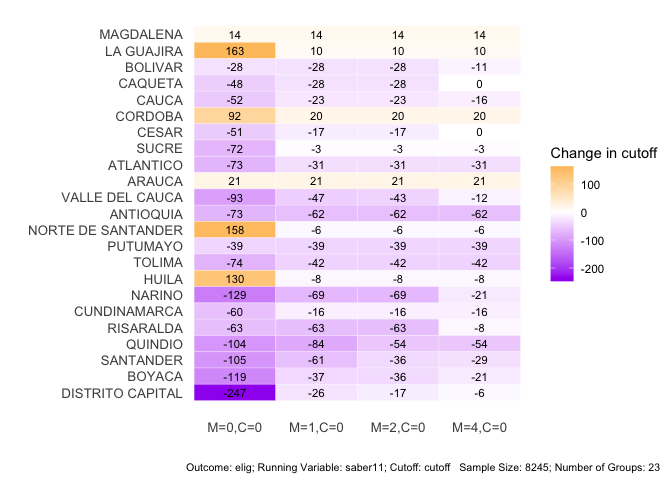 MAGDALENA 14 14 14 14
LA GUAJIRA 163 10 10 10
BOLIVAR -28 -28 -28 -11
CAQUETA -48 -28 -28 0
CAUCA -52 -23 -23 -16
CORDOBA 92 20 20 20
CESAR -51 -17 -17 0
SUCRE -72 -3 -3 -3
ATLANTICO -73 -31 -31 -31
ARAUCA 21 21 21 21
VALLE DEL CAUCA -93 -47 -43 -12
ANTIOQUIA -73 -62 -62 -62
NORTE DE SANTANDER 158 -6 -6 -6
PUTUMAYO -39 -39 -39 -39
TOLIMA -74 -42 -42 -42
HUILA 130 -8 -8 -8
NARINO -129 -69 -69 -21
CUNDINAMARCA -60 -16 -16 -16
RISARALDA -63 -63 -63 -8
QUINDIO -104 -84 -54 -54
SANTANDER -105 -61 -36 -29
BOYACA -119 -37 -36 -21
DISTRITO CAPITAL -247 -26 -17 -6
M=0,C=0 M=1,C=0 M=2,C=0 M=4,C=0
Change in cutoff
100
0
-100
-200
Outcome: elig; Running Variable: saber11; Cutoff: cutoff Sample Size: 8245; Number of Groups: 23